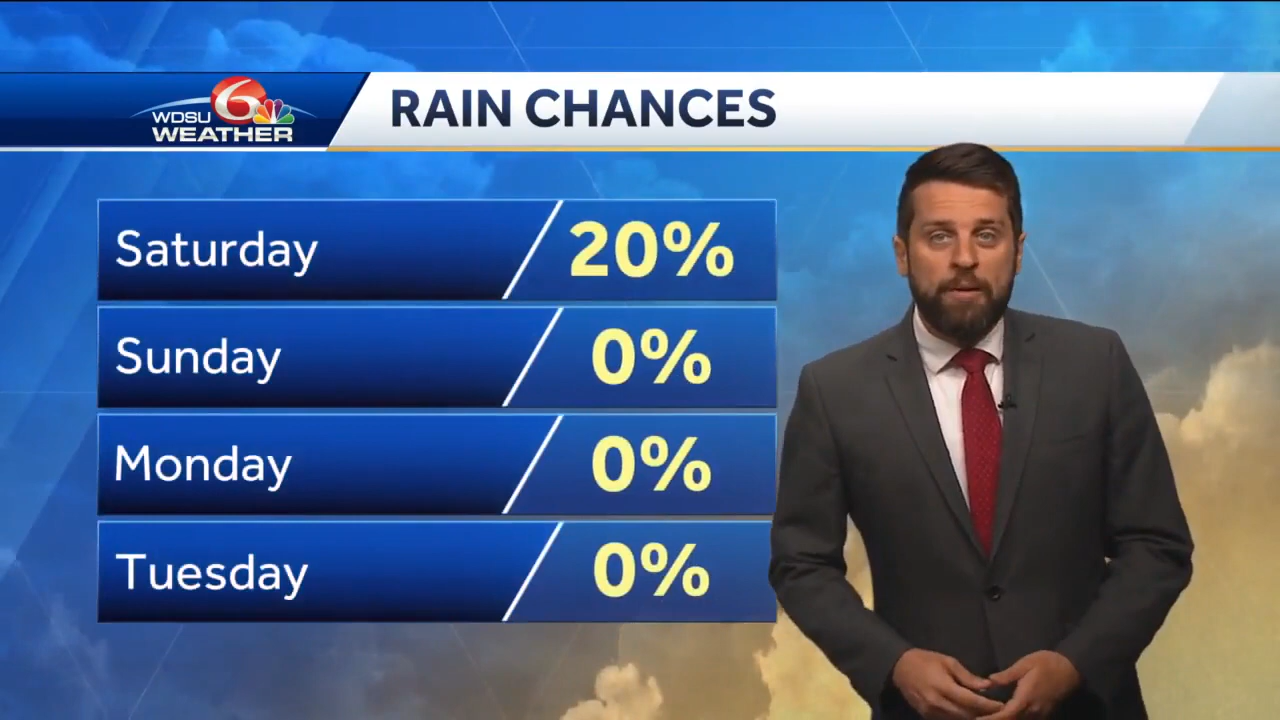 WDSU 6
WEATHER
RAIN CHANCES
Saturday 20%
Sunday 0%
Monday 0%
Tuesday 0%